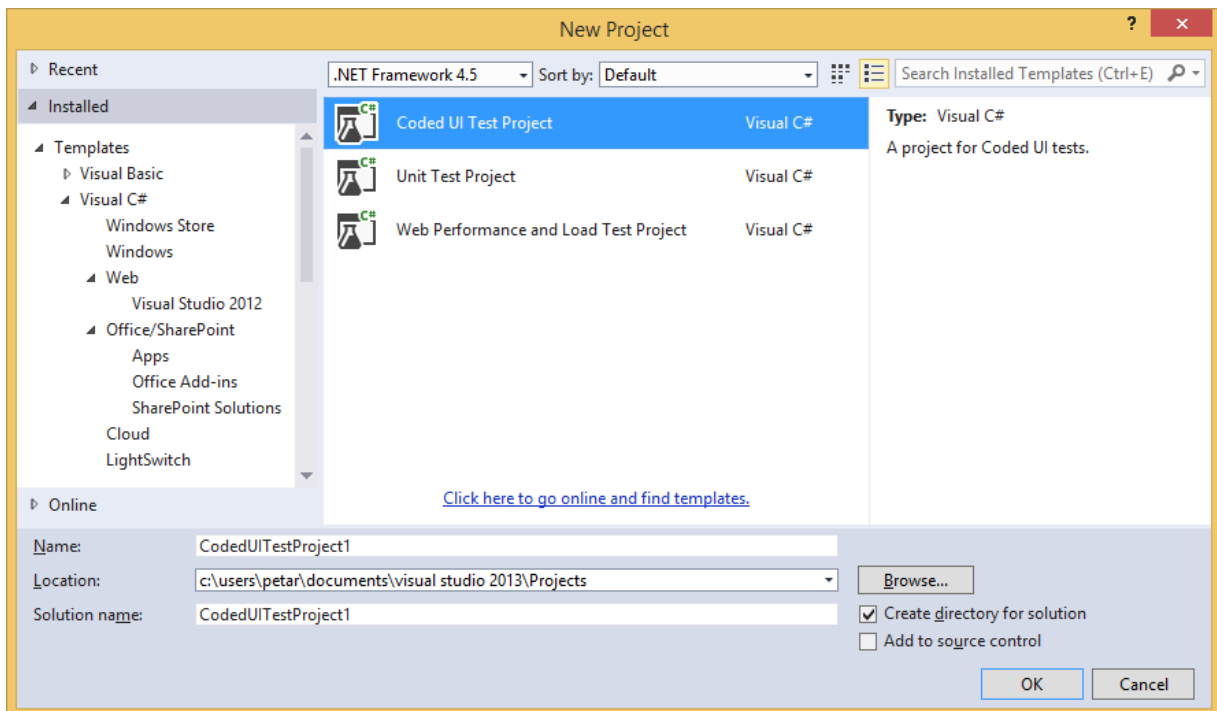 New Project
?
Recent
.NET Framework 4.5
Sort by: Default
Search Installed Templates (Ctrl+E)
Installed
Templates
Visual Basic
Visual C#
Windows Store
Windows
Web
Visual Studio 2012
Office/SharePoint
Apps
Office Add-ins
SharePoint Solutions
Cloud
LightSwitch
Online
C# Coded UI Test Project Visual C#
C# Unit Test Project Visual C#
C# Web Performance and Load Test Project Visual C#
Click here to go online and find templates.
Type: Visual C#
A project for Coded UI tests.
Name: CodedUITestProject1
Location: c:\users\petar\documents\visual studio 2013\Projects
Browse...
Solution name: CodedUITestProject1
Create directory for solution
Add to source control
OK
Cancel